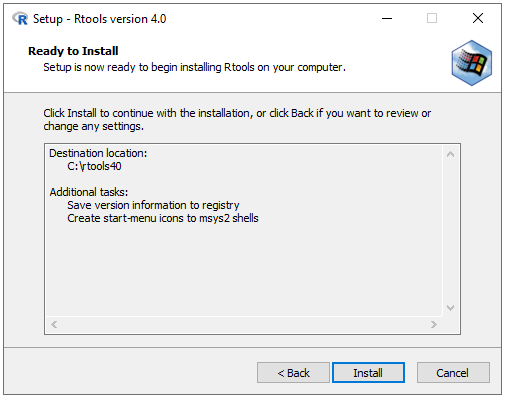 R Setup - Rtools version 4.0
Ready to Install
Setup is now ready to begin installing Rtools on your computer.
Click Install to continue with the installation, or click Back if you want to review or
change any settings.
Destination location:
C:\rtools40
Additional tasks:
Save version information to registry
Create start-menu icons to msys2 shells
< Back
Install
Cancel